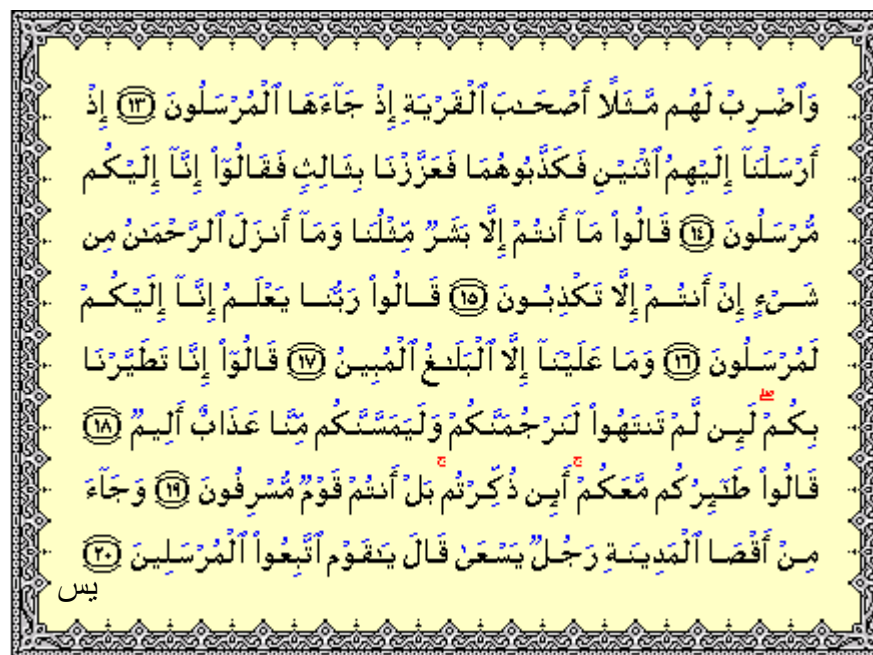 وَٱضْرِبْ لَهُم مَّثَلًا أَصْحَـٰبَ ٱلْقَرْيَةِ إِذْ جَآءَهَا ٱلْمُرْسَلُونَ ﴿١٣﴾ إِذْ
أَرْسَلْنَآ إِلَيْهِمُ ٱثْنَيْنِ فَكَذَّبُوهُمَا فَعَزَّزْنَا بِثَالِثٍ فَقَالُوٓا۟ إِنَّآ إِلَيْكُم
مُّرْسَلُونَ ﴿١٤﴾ قَالُوا۟ مَآ أَنتُمْ إِلَّا بَشَرٌ مِّثْلُنَا وَمَآ أَنزَلَ ٱلرَّحْمَـٰنُ مِن
شَىْءٍ إِنْ أَنتُمْ إِلَّا تَكْذِبُونَ ﴿١٥﴾ قَالُوا۟ رَبُّنَا يَعْلَمُ إِنَّآ إِلَيْكُمْ
لَمُرْسَلُونَ ﴿١٦﴾ وَمَا عَلَيْنَآ إِلَّا ٱلْبَلَـٰغُ ٱلْمُبِينُ ﴿١٧﴾ قَالُوٓا۟ إِنَّا تَطَيَّرْنَا
بِكُمْ ۖ لَئِن لَّمْ تَنتَهُوا۟ لَنَرْجُمَنَّكُمْ وَلَيَمَسَّنَّكُم مِّنَّا عَذَابٌ أَلِيمٌ ﴿١٨﴾
قَالُوا۟ طَـٰٓئِرُكُم مَّعَكُمْ ۚ أَئِن ذُكِّرْتُم ۚ بَلْ أَنتُمْ قَوْمٌ مُّسْرِفُونَ ﴿١٩﴾ وَجَآءَ
مِنْ أَقْصَا ٱلْمَدِينَةِ رَجُلٌ يَسْعَىٰ قَالَ يَـٰقَوْمِ ٱتَّبِعُوا۟ ٱلْمُرْسَلِينَ ﴿٢٠﴾
يس